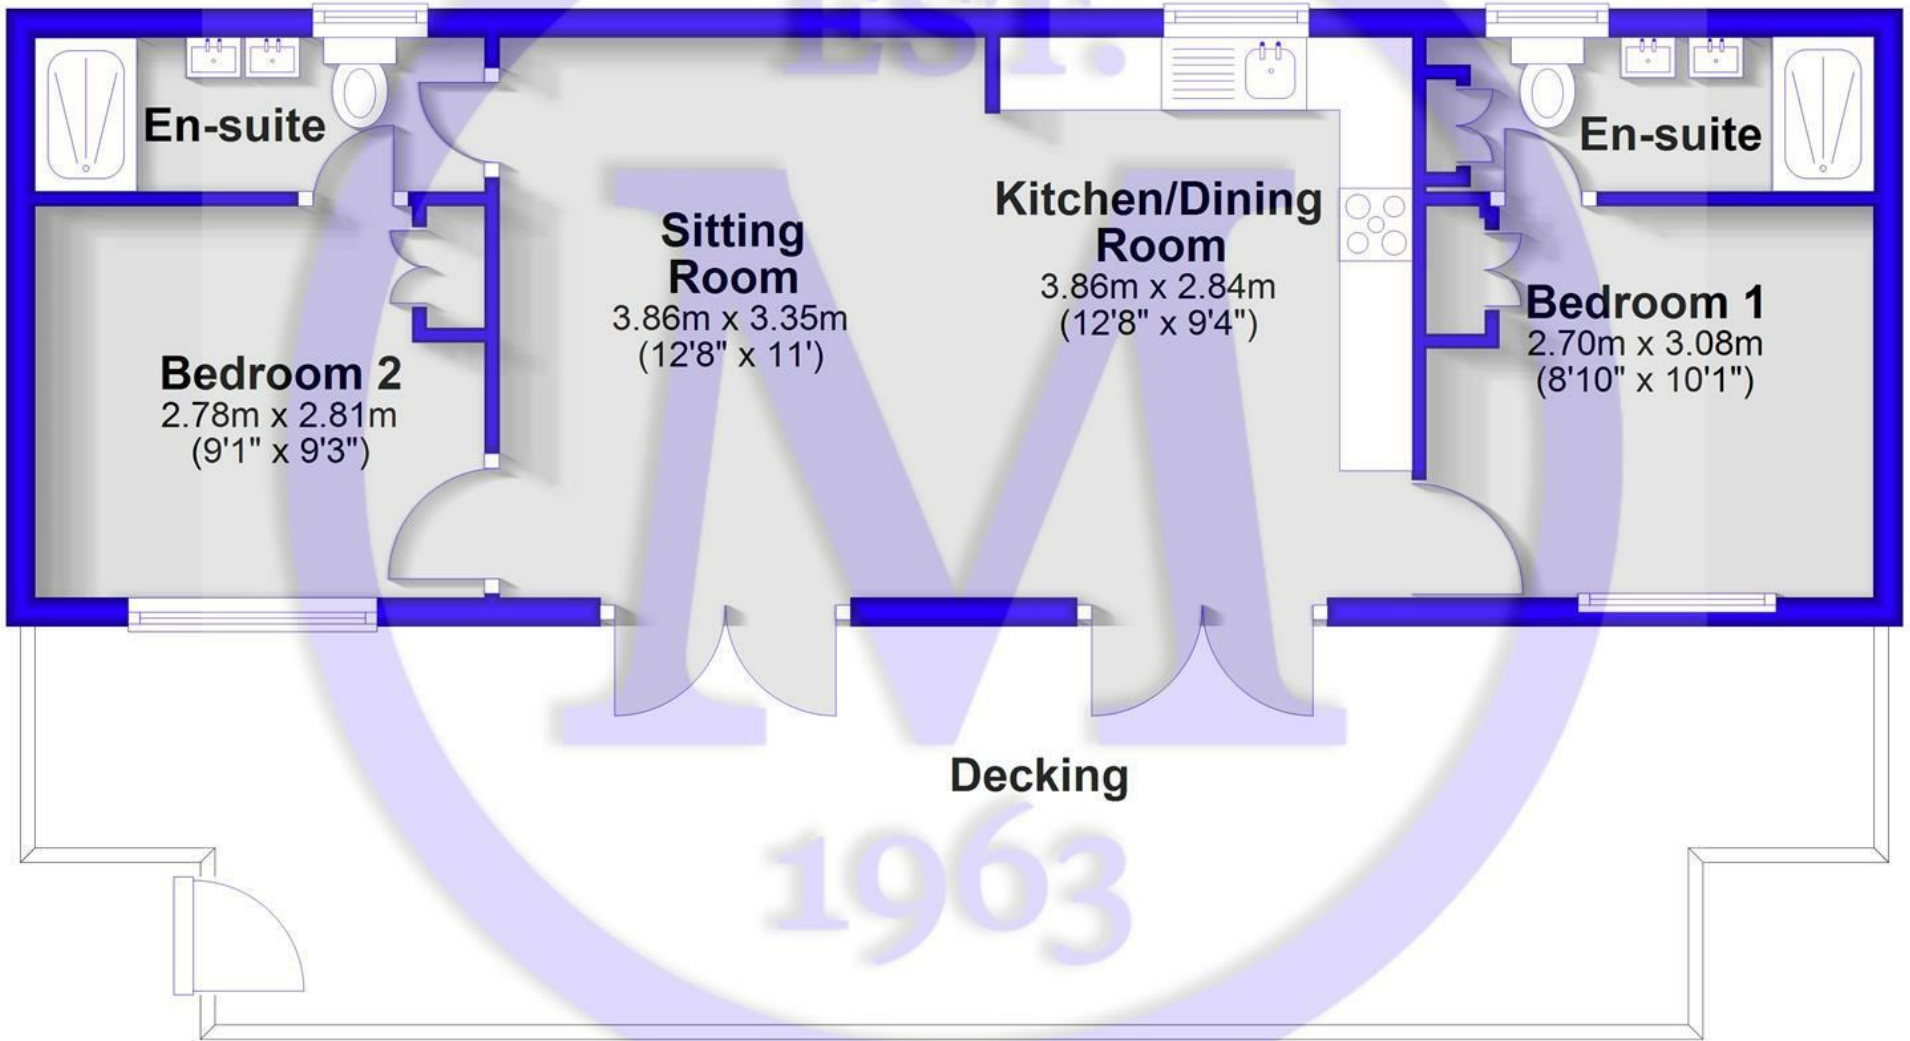 EST.
En-suite
En-suite
Sitting
Room
3.86m x 3.35m
(12'8" x 11')
Kitchen/Dining
Room
3.86m x 2.84m
(12'8" x 9'4")
Bedroom 1
2.70m x 3.08m
(8'10" x 10'1")
Bedroom 2
2.78m x 2.81m
(9'1" x 9'3")
M
Decking
1963